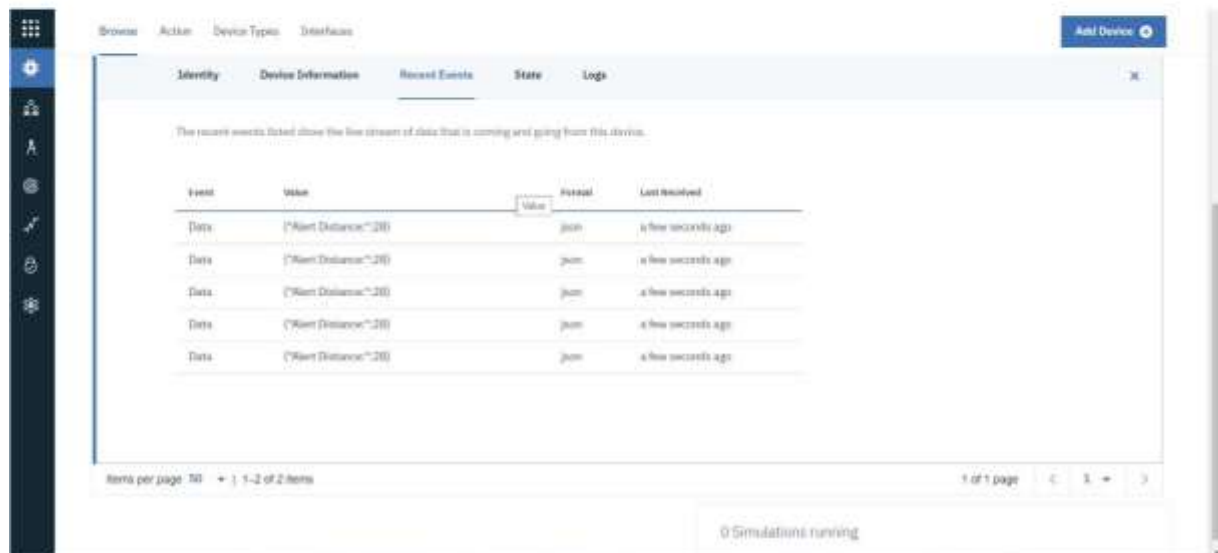 Browse Action Device Types Interfaces
Add Device
Identity Device Information Recent Events State Logs
The recent events listed show the live stream of data that is coming and going from this device.
Event Value Format Last Received
Value
Data {"Alert Distance:":28} json a few seconds ago
Data {"Alert Distance:":28} json a few seconds ago
Data {"Alert Distance:":28} json a few seconds ago
Data {"Alert Distance:":28} json a few seconds ago
Data {"Alert Distance:":28} json a few seconds ago
Items per page 50 | 1–2 of 2 items
1 of 1 page 1
0 Simulations running